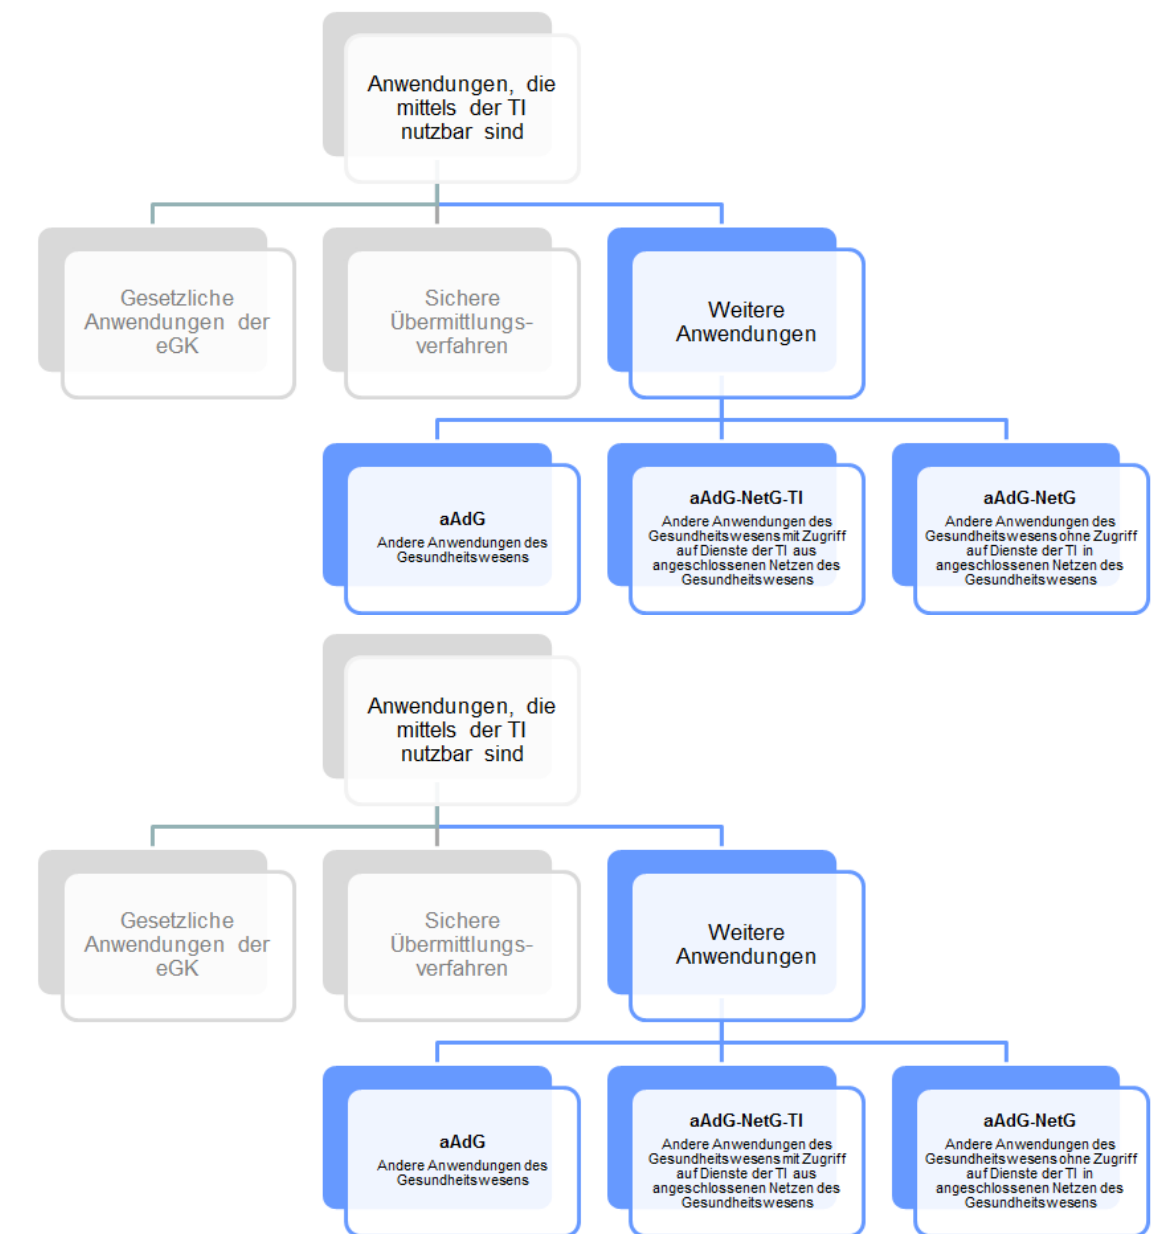 Anwendungen, die
mittels der TI
nutzbar sind
Gesetzliche
Anwendungen der
eGK
Sichere
Übermittlungs-
verfahren
Weitere
Anwendungen
aAdG
Andere Anwendungen des
Gesundheitswesens
aAdG-NetG-TI
Andere Anwendungen des
Gesundheitswesens mit Zugriff
auf Dienste der TI aus
angeschlossenen Netzen des
Gesundheitswesens
aAdG-NetG
Andere Anwendungen des
Gesundheitswesens ohne Zugriff
auf Dienste der TI in
angeschlossenen Netzen des
Gesundheitswesens
Anwendungen, die
mittels der TI
nutzbar sind
Gesetzliche
Anwendungen der
eGK
Sichere
Übermittlungs-
verfahren
Weitere
Anwendungen
aAdG
Andere Anwendungen des
Gesundheitswesens
aAdG-NetG-TI
Andere Anwendungen des
Gesundheitswesens mit Zugriff
auf Dienste der TI aus
angeschlossenen Netzen des
Gesundheitswesens
aAdG-NetG
Andere Anwendungen des
Gesundheitswesens ohne Zugriff
auf Dienste der TI in
angeschlossenen Netzen des
Gesundheitswesens